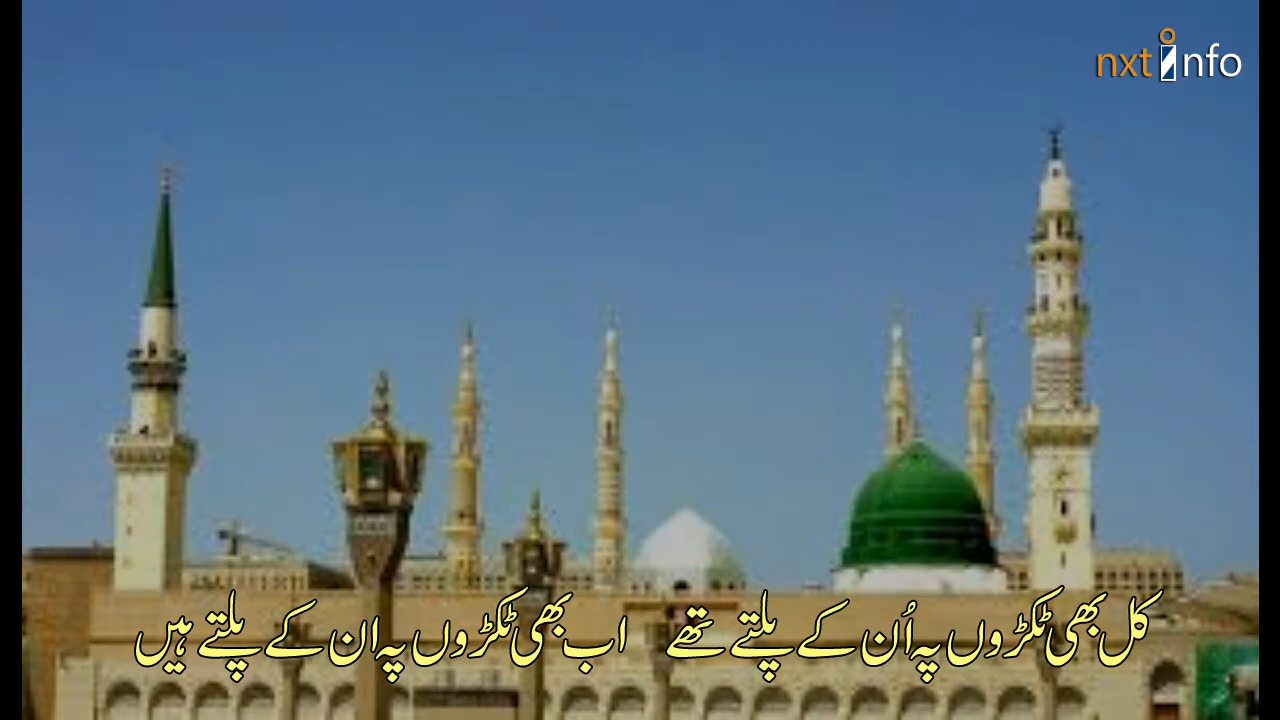 nxt info
کل بھی ٹکڑوں پہ اُن کے پلتے تھے اب بھی ٹکڑوں پہ ان کے پلتے ہیں